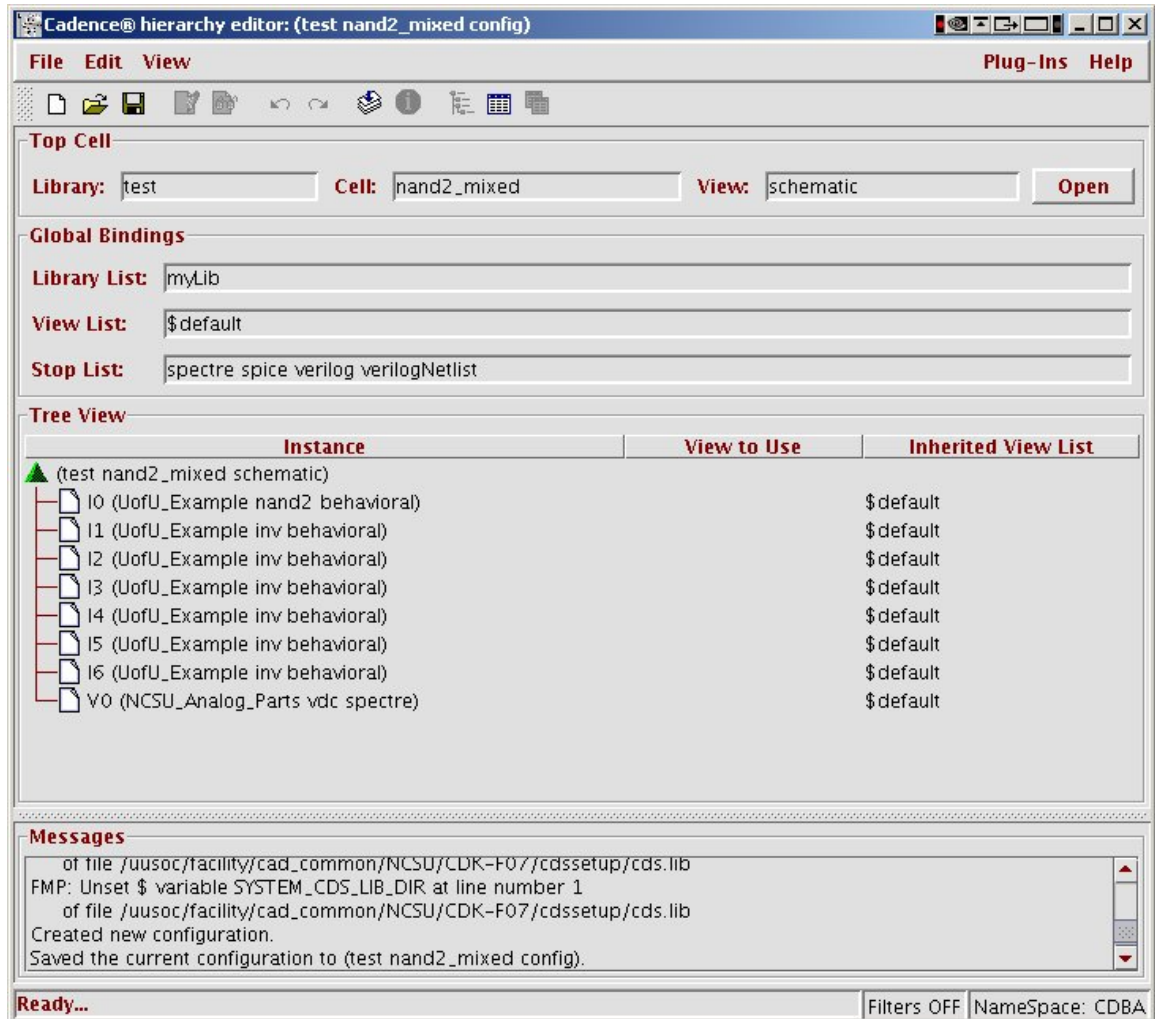 Cadence® hierarchy editor: (test nand2_mixed config)
File Edit View Plug-Ins Help
Top Cell
Library: test Cell: nand2_mixed View: schematic Open
Global Bindings
Library List: myLib
View List: $default
Stop List: spectre spice verilog verilogNetlist
Tree View
Instance View to Use Inherited View List
(test nand2_mixed schematic)
I0 (UofU_Example nand2 behavioral) $default
I1 (UofU_Example inv behavioral) $default
I2 (UofU_Example inv behavioral) $default
I3 (UofU_Example inv behavioral) $default
I4 (UofU_Example inv behavioral) $default
I5 (UofU_Example inv behavioral) $default
I6 (UofU_Example inv behavioral) $default
V0 (NCSU_Analog_Parts vdc spectre) $default
Messages
of file /uusoc/facility/cad_common/NCSU/CDK-F07/cdssetup/cds.lib
FMP: Unset $ variable SYSTEM_CDS_LIB_DIR at line number 1
of file /uusoc/facility/cad_common/NCSU/CDK-F07/cdssetup/cds.lib
Created new configuration.
Saved the current configuration to (test nand2_mixed config).
Ready... Filters OFF NameSpace: CDBA